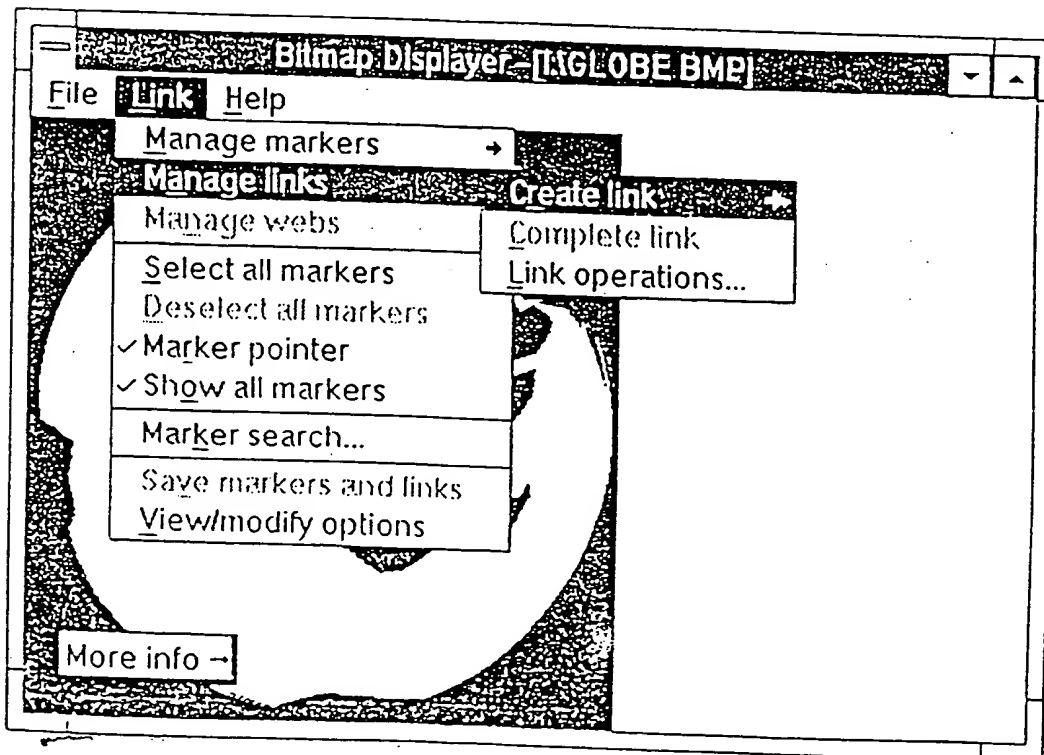 Bitmap Displayer-[I:\GLOBE.BMP]
File Link Help
Manage markers
Manage links
Manage webs
Select all markers
Deselect all markers
✓ Marker pointer
✓ Show all markers
Marker search...
Save markers and links
View/modify options
Create link
Complete link
Link operations...
More info →